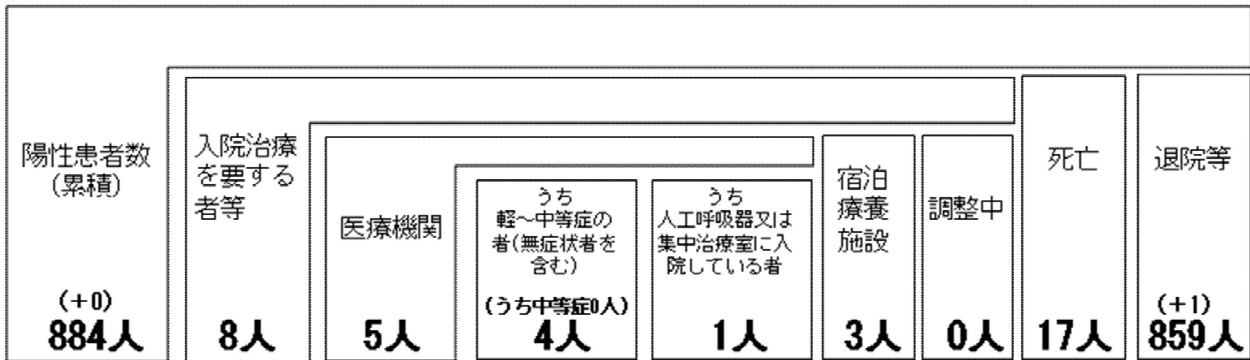 陽性患者数
(累積)
(+0)
884人
入院治療
を要する
者等
8人
医療機関
5人
うち
軽～中等症の
者(無症状者を
含む)
(うち中等症0人)
4人
うち
人工呼吸器又は
集中治療室に入
院している者
1人
宿泊
療養
施設
3人
調整中
0人
死亡
17人
退院等
(+1)
859人